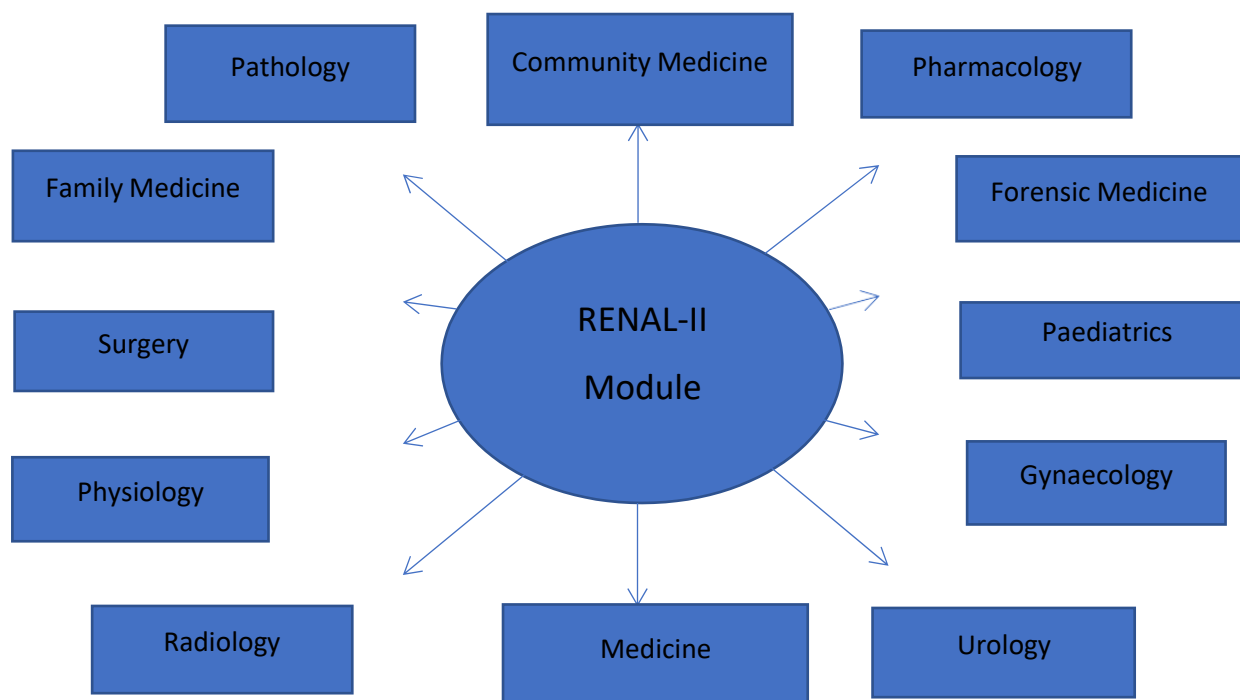 Pathology
Community Medicine
Pharmacology
Family Medicine
Forensic Medicine
RENAL-II
Module
Surgery
Paediatrics
Physiology
Gynaecology
Radiology
Medicine
Urology